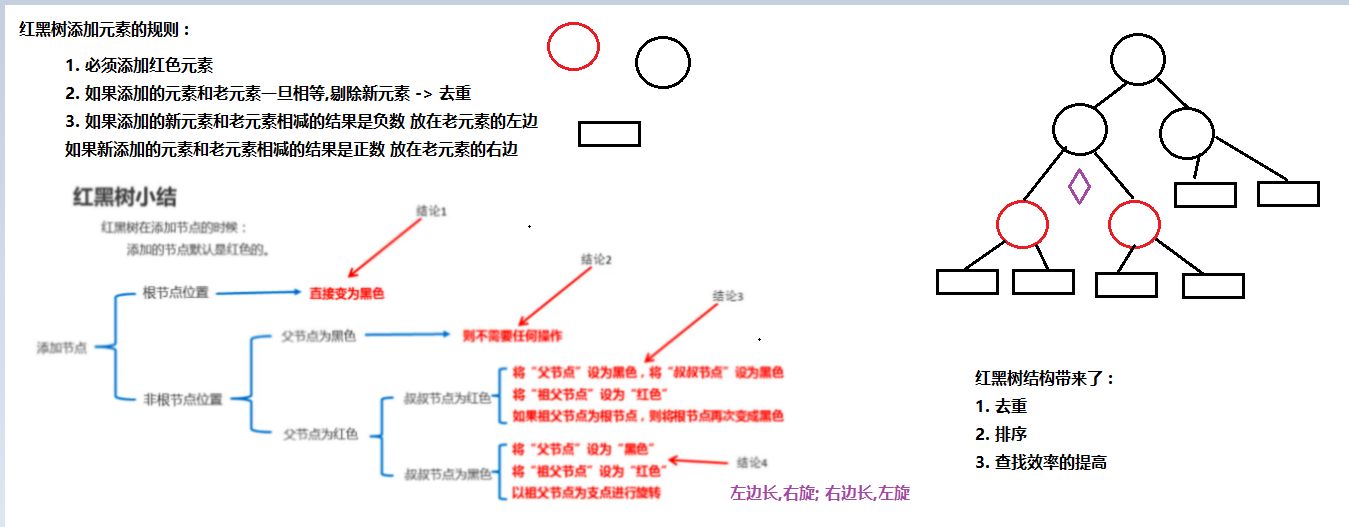 红黑树添加元素的规则：
1. 必须添加红色元素
2. 如果添加的元素和老元素一旦相等,剔除新元素 -> 去重
3. 如果添加的新元素和老元素相减的结果是负数 放在老元素的左边
如果新添加的元素和老元素相减的结果是正数 放在老元素的右边
红黑树小结
红黑树在添加节点的时候：
添加的节点默认是红色的。
结论1
结论2
结论3
添加节点
根节点位置
直接变为黑色
非根节点位置
父节点为黑色
则不需要任何操作
父节点为红色
叔叔节点为红色
将“父节点”设为黑色，将“叔叔节点”设为黑色
将“祖父节点”设为“红色”
如果祖父节点为根节点，则将根节点再次变成黑色
叔叔节点为黑色
将“父节点”设为“黑色”
将“祖父节点”设为“红色”
以祖父节点为支点进行旋转
结论4
左边长,右旋; 右边长,左旋
红黑树结构带来了：
1. 去重
2. 排序
3. 查找效率的提高